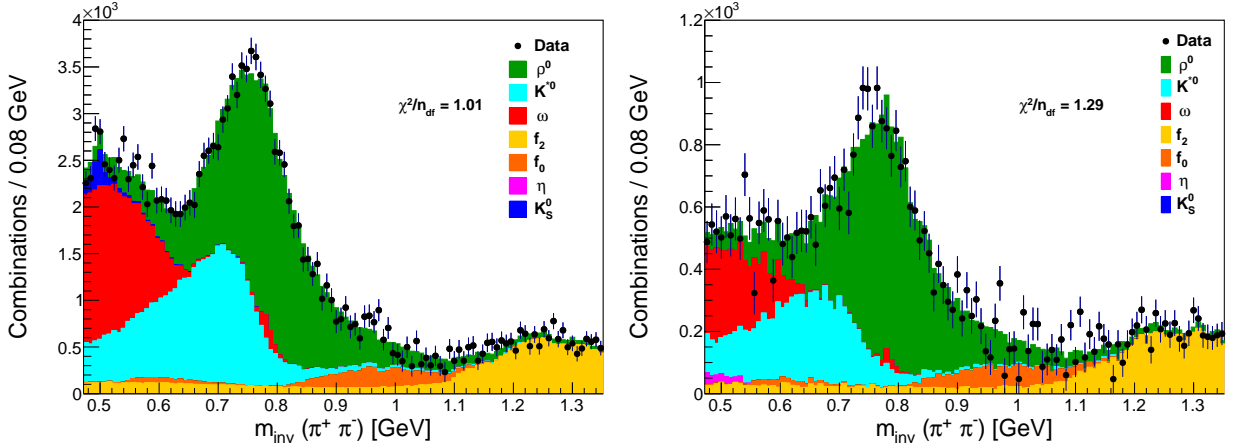 ×10³
4
3.5
3
2.5
2
1.5
1
0.5
0
Combinations / 0.08 GeV
Data
ρ⁰
K*⁰
ω
f₂
f₀
η
K⁰_S
χ²/n_df = 1.01
0.5 0.6 0.7 0.8 0.9 1 1.1 1.2 1.3
m_inv (π⁺ π⁻) [GeV]
×10³
1.2
1
0.8
0.6
0.4
0.2
0
Combinations / 0.08 GeV
Data
ρ⁰
K*⁰
ω
f₂
f₀
η
K⁰_S
χ²/n_df = 1.29
0.5 0.6 0.7 0.8 0.9 1 1.1 1.2 1.3
m_inv (π⁺ π⁻) [GeV]